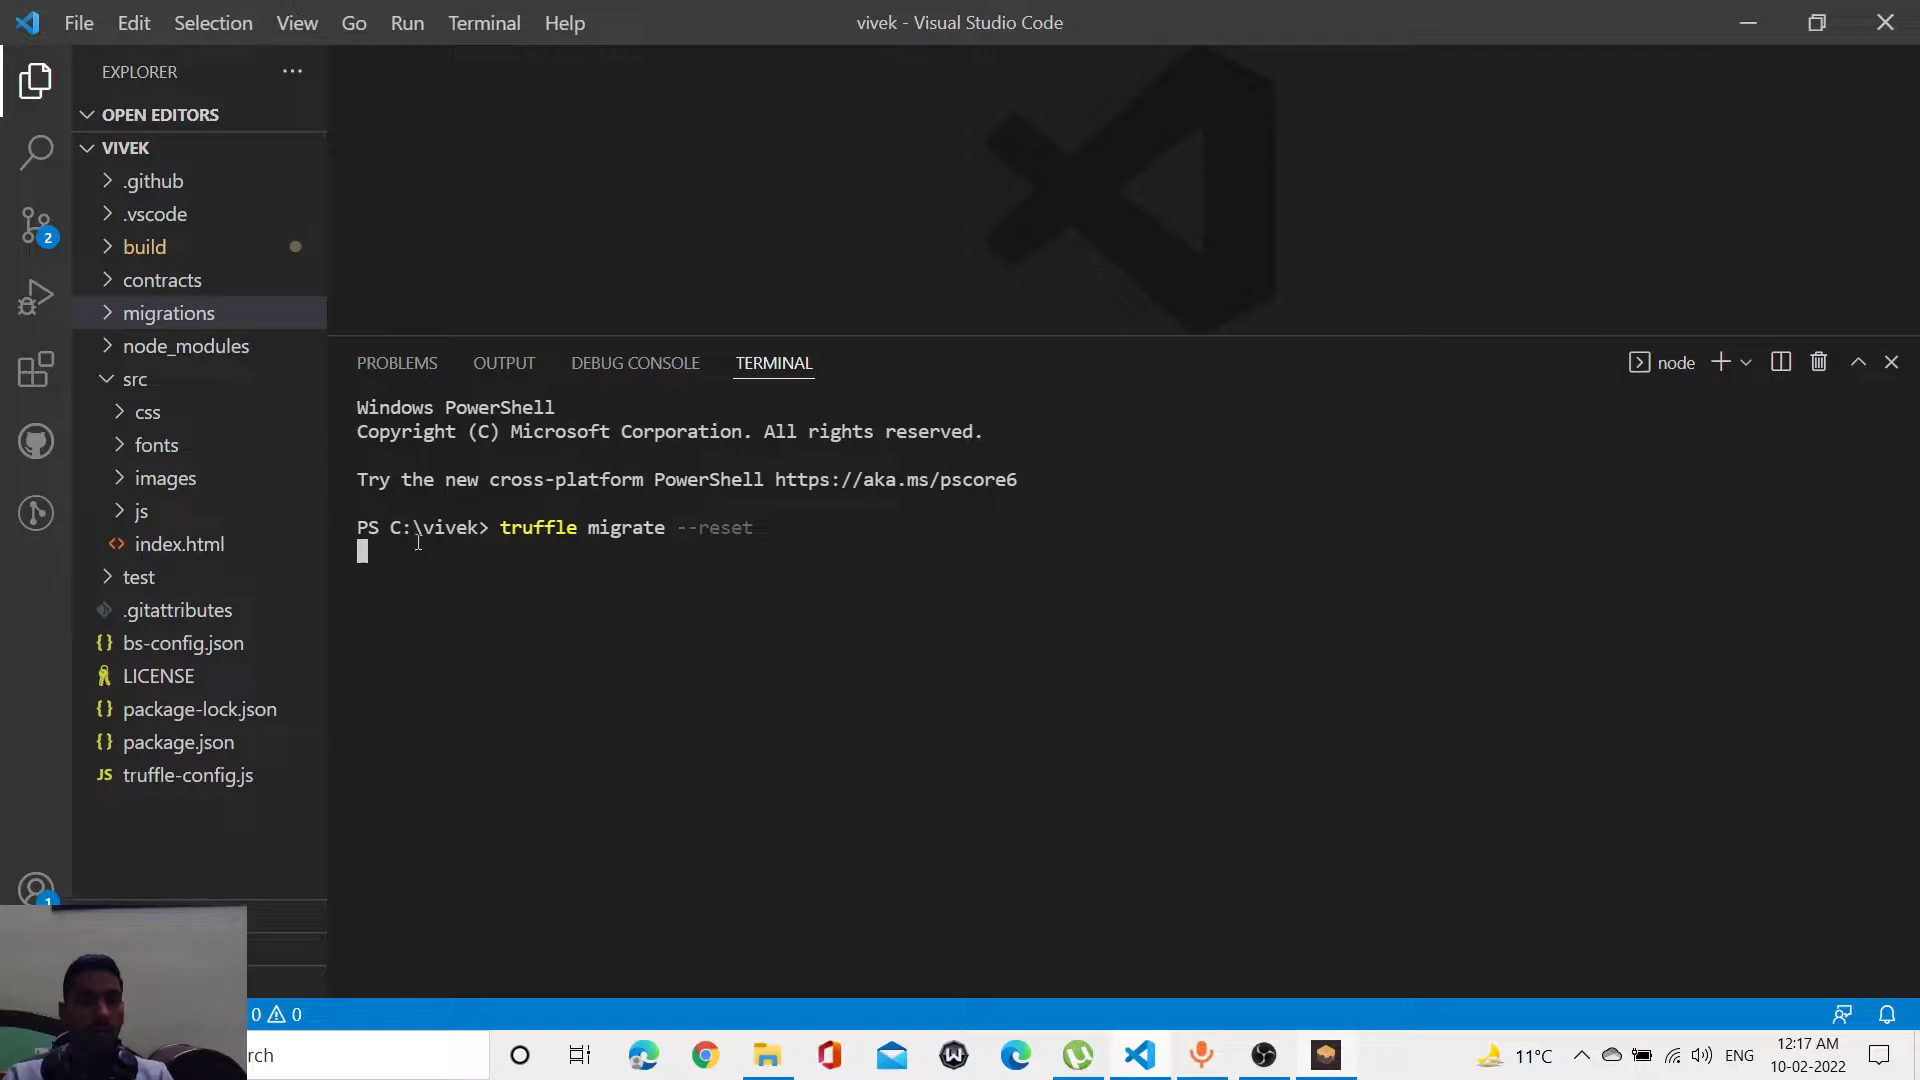 File Edit Selection View Go Run Terminal Help
vivek - Visual Studio Code
EXPLORER
OPEN EDITORS
VIVEK
.github
.vscode
build
contracts
migrations
node_modules
src
css
fonts
images
js
index.html
test
.gitattributes
bs-config.json
LICENSE
package-lock.json
package.json
truffle-config.js
2
1
PROBLEMS OUTPUT DEBUG CONSOLE TERMINAL
node
Windows PowerShell
Copyright (C) Microsoft Corporation. All rights reserved.
Try the new cross-platform PowerShell https://aka.ms/pscore6
PS C:\vivek> truffle migrate --reset
0 0
rch
11°C
ENG
12:17 AM
10-02-2022